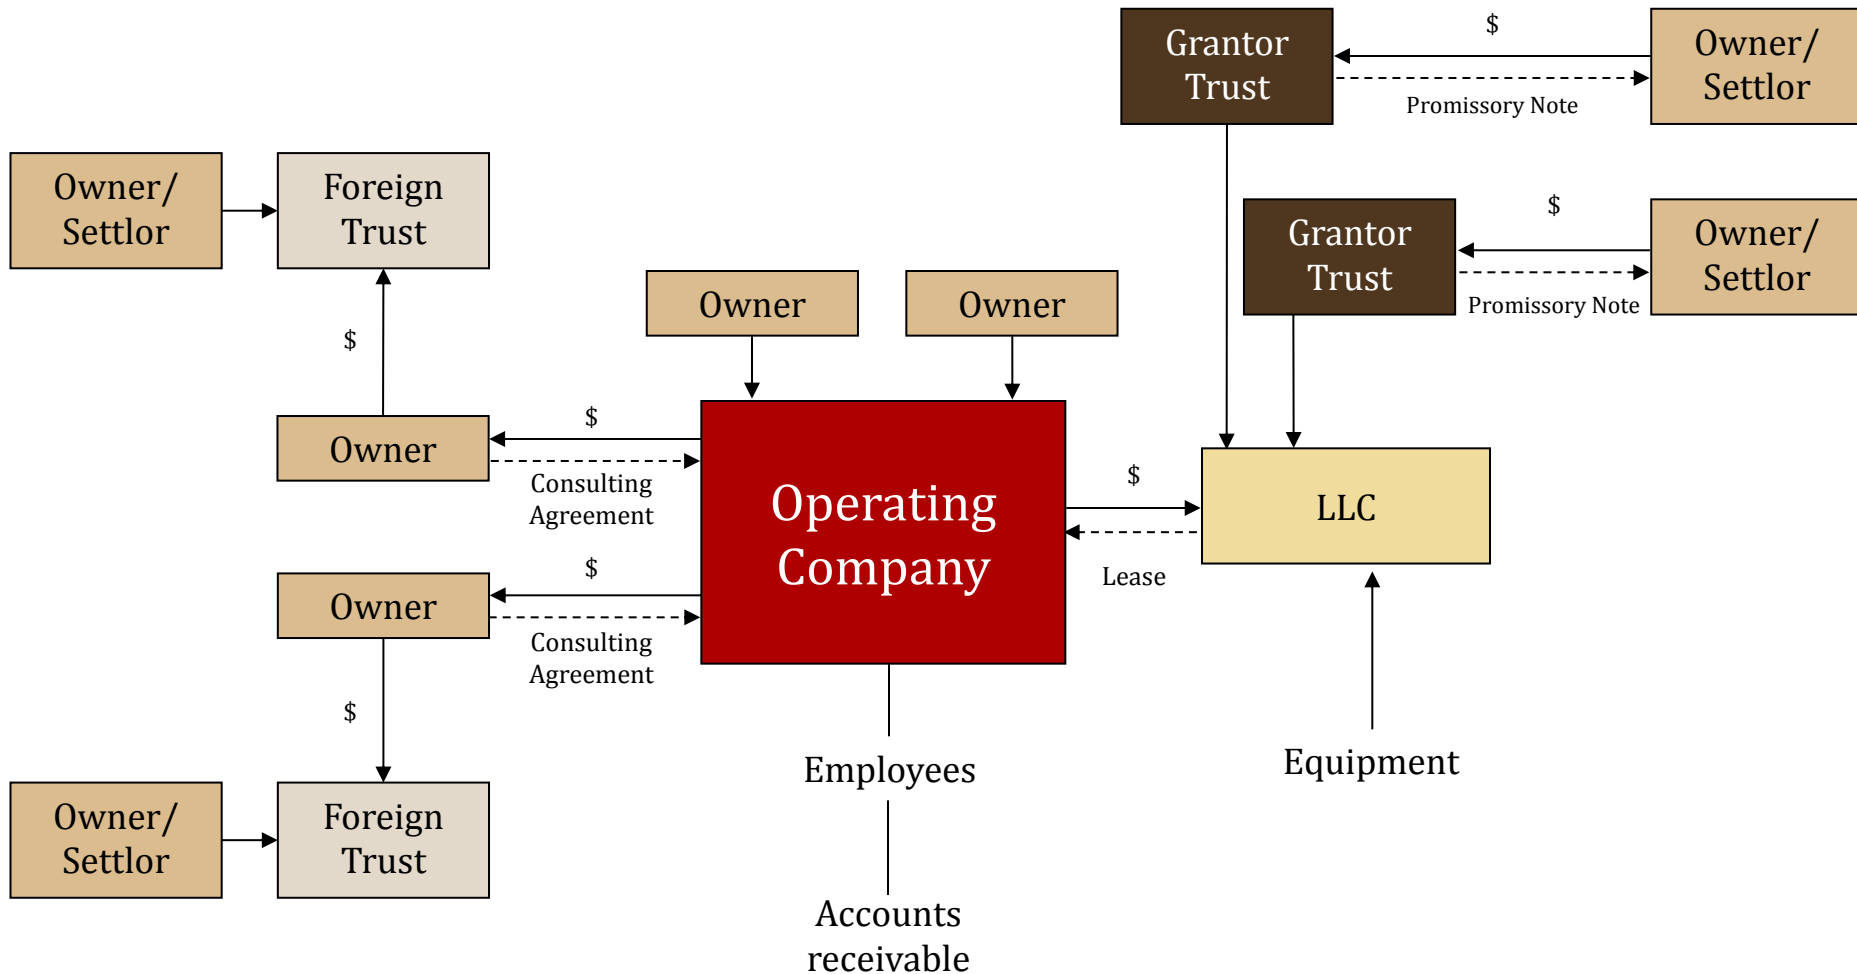 Grantor
Trust
$
Promissory Note
Owner/
Settlor
Owner/
Settlor
Foreign
Trust
Grantor
Trust
$
Promissory Note
Owner/
Settlor
Owner
Owner
$
Owner
$
Consulting
Agreement
Operating
Company
$
Lease
LLC
Owner
$
Consulting
Agreement
$
Employees
Equipment
Owner/
Settlor
Foreign
Trust
Accounts
receivable